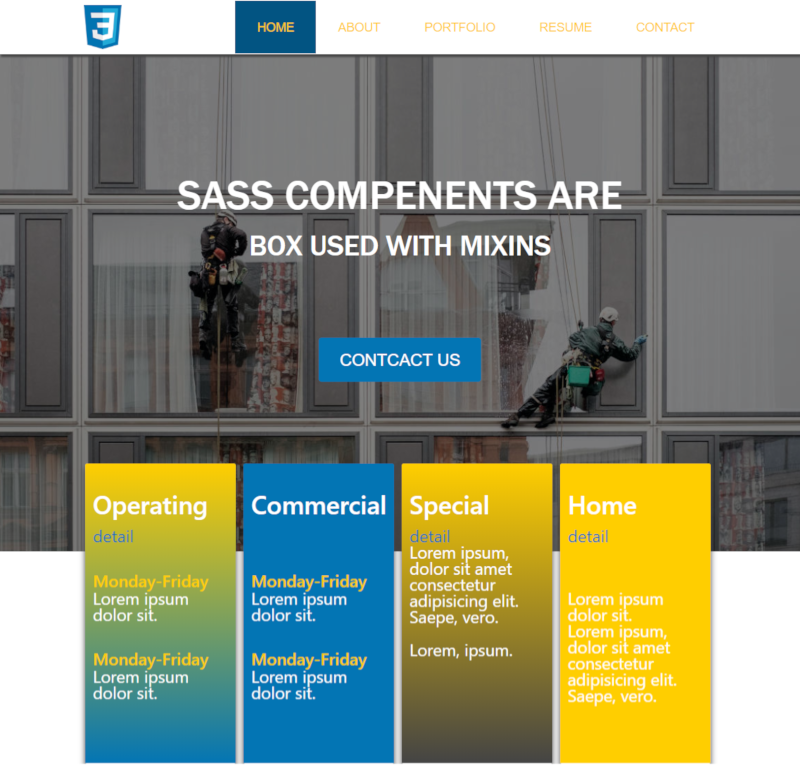 3
HOME
ABOUT
PORTFOLIO
RESUME
CONTACT
SASS COMPENENTS ARE
BOX USED WITH MIXINS
CONTCACT US
Operating
detail
Monday-Friday
Lorem ipsum
dolor sit.
Monday-Friday
Lorem ipsum
dolor sit.
Commercial
Monday-Friday
Lorem ipsum
dolor sit.
Monday-Friday
Lorem ipsum
dolor sit.
Special
detail
Lorem ipsum,
dolor sit amet
consectetur
adipisicing elit.
Saepe, vero.
Lorem, ipsum.
Home
detail
Lorem ipsum
dolor sit.
Lorem ipsum,
dolor sit amet
consectetur
adipisicing elit.
Saepe, vero.